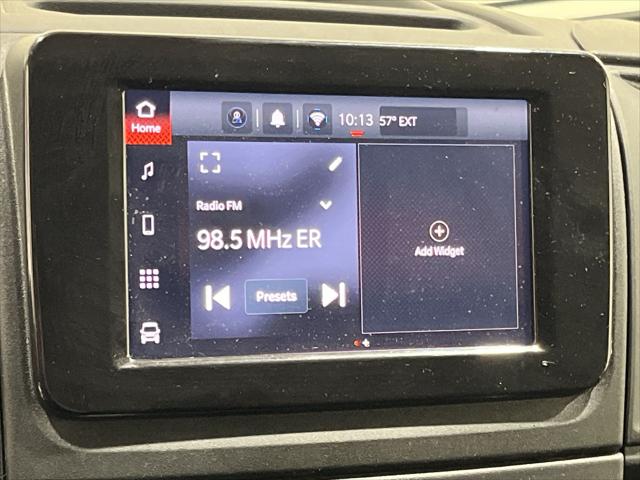 Home
10:13 57° EXT
Radio FM
98.5 MHz ER
Presets
Add Widget